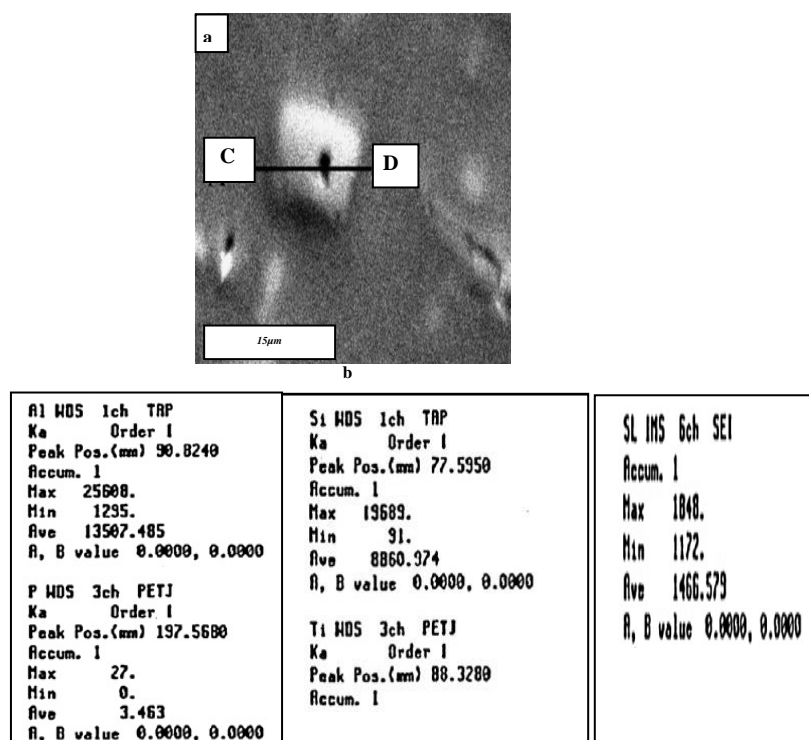 a
C
D
15µm
b
Al WDS 1ch TAP
Ka Order 1
Peak Pos.(mm) 90.8240
Accum. 1
Max 25608.
Min 1295.
Ave 13507.485
A, B value 0.0000, 0.0000
P WDS 3ch PETJ
Ka Order 1
Peak Pos.(mm) 197.5680
Accum. 1
Max 27.
Min 0.
Ave 3.463
A, B value 0.0000, 0.0000
Si WDS 1ch TAP
Ka Order 1
Peak Pos.(mm) 77.5950
Accum. 1
Max 19689.
Min 91.
Ave 8860.974
A, B value 0.0000, 0.0000
Ti WDS 3ch PETJ
Ka Order 1
Peak Pos.(mm) 88.3280
Accum. 1
SL IMS 6ch SEI
Accum. 1
Max 1848.
Min 1172.
Ave 1466.579
A, B value 0.0000, 0.0000